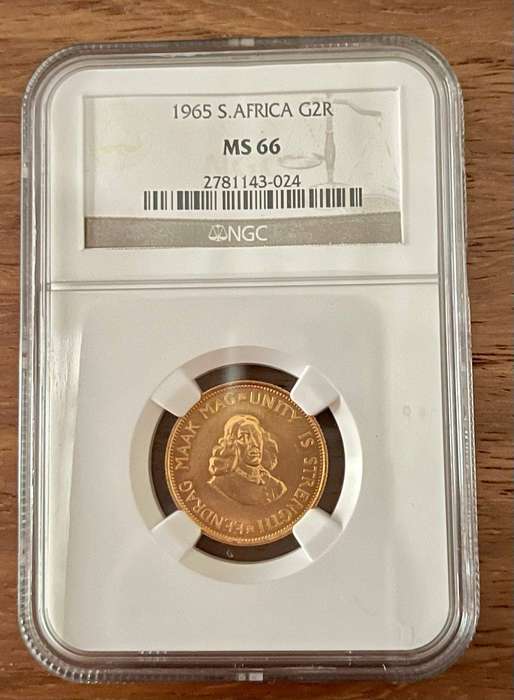 1965 S.AFRICA G2R
MS 66
2781143-024
NGC
EENDRAG MAAK MAG UNITY IS STRENGTH